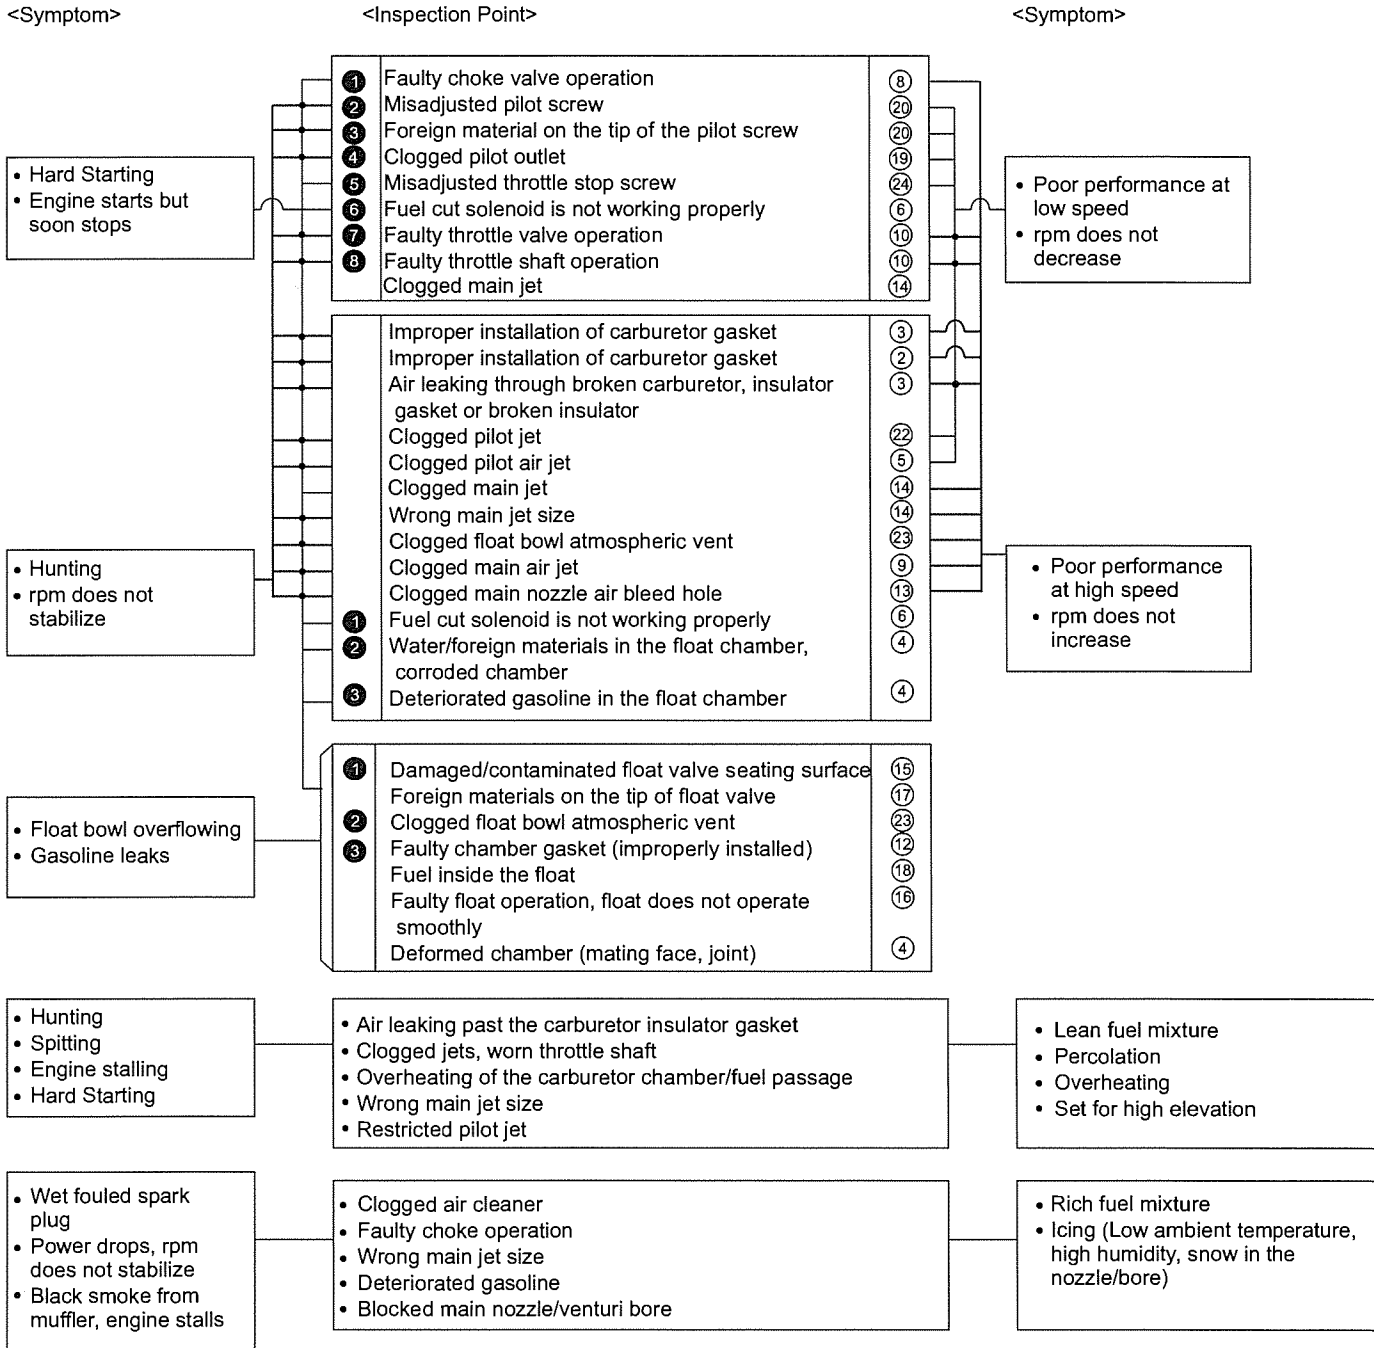 <Symptom>
<Inspection Point>
<Symptom>
• Hard Starting
• Engine starts but
soon stops
1 Faulty choke valve operation 8
2 Misadjusted pilot screw 20
3 Foreign material on the tip of the pilot screw 20
4 Clogged pilot outlet 19
5 Misadjusted throttle stop screw 24
6 Fuel cut solenoid is not working properly 6
7 Faulty throttle valve operation 10
8 Faulty throttle shaft operation 10
Clogged main jet 14
• Poor performance at
low speed
• rpm does not
decrease
• Hunting
• rpm does not
stabilize
Improper installation of carburetor gasket 3
Improper installation of carburetor gasket 2
Air leaking through broken carburetor, insulator 3
gasket or broken insulator
Clogged pilot jet 22
Clogged pilot air jet 5
Clogged main jet 14
Wrong main jet size 14
Clogged float bowl atmospheric vent 23
Clogged main air jet 9
Clogged main nozzle air bleed hole 13
1 Fuel cut solenoid is not working properly 6
2 Water/foreign materials in the float chamber, 4
corroded chamber
3 Deteriorated gasoline in the float chamber 4
• Poor performance
at high speed
• rpm does not
increase
• Float bowl overflowing
• Gasoline leaks
1 Damaged/contaminated float valve seating surface 15
Foreign materials on the tip of float valve 17
2 Clogged float bowl atmospheric vent 23
3 Faulty chamber gasket (improperly installed) 12
Fuel inside the float 18
Faulty float operation, float does not operate 16
smoothly
Deformed chamber (mating face, joint) 4
• Hunting
• Spitting
• Engine stalling
• Hard Starting
• Air leaking past the carburetor insulator gasket
• Clogged jets, worn throttle shaft
• Overheating of the carburetor chamber/fuel passage
• Wrong main jet size
• Restricted pilot jet
• Lean fuel mixture
• Percolation
• Overheating
• Set for high elevation
• Wet fouled spark
plug
• Power drops, rpm
does not stabilize
• Black smoke from
muffler, engine stalls
• Clogged air cleaner
• Faulty choke operation
• Wrong main jet size
• Deteriorated gasoline
• Blocked main nozzle/venturi bore
• Rich fuel mixture
• Icing (Low ambient temperature,
high humidity, snow in the
nozzle/bore)